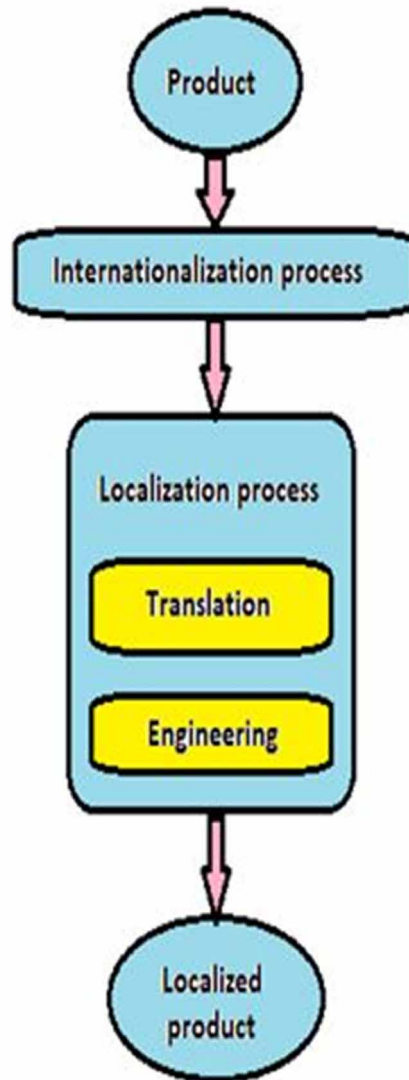 Product
Internationalization process
Localization process
Translation
Engineering
Localized
product